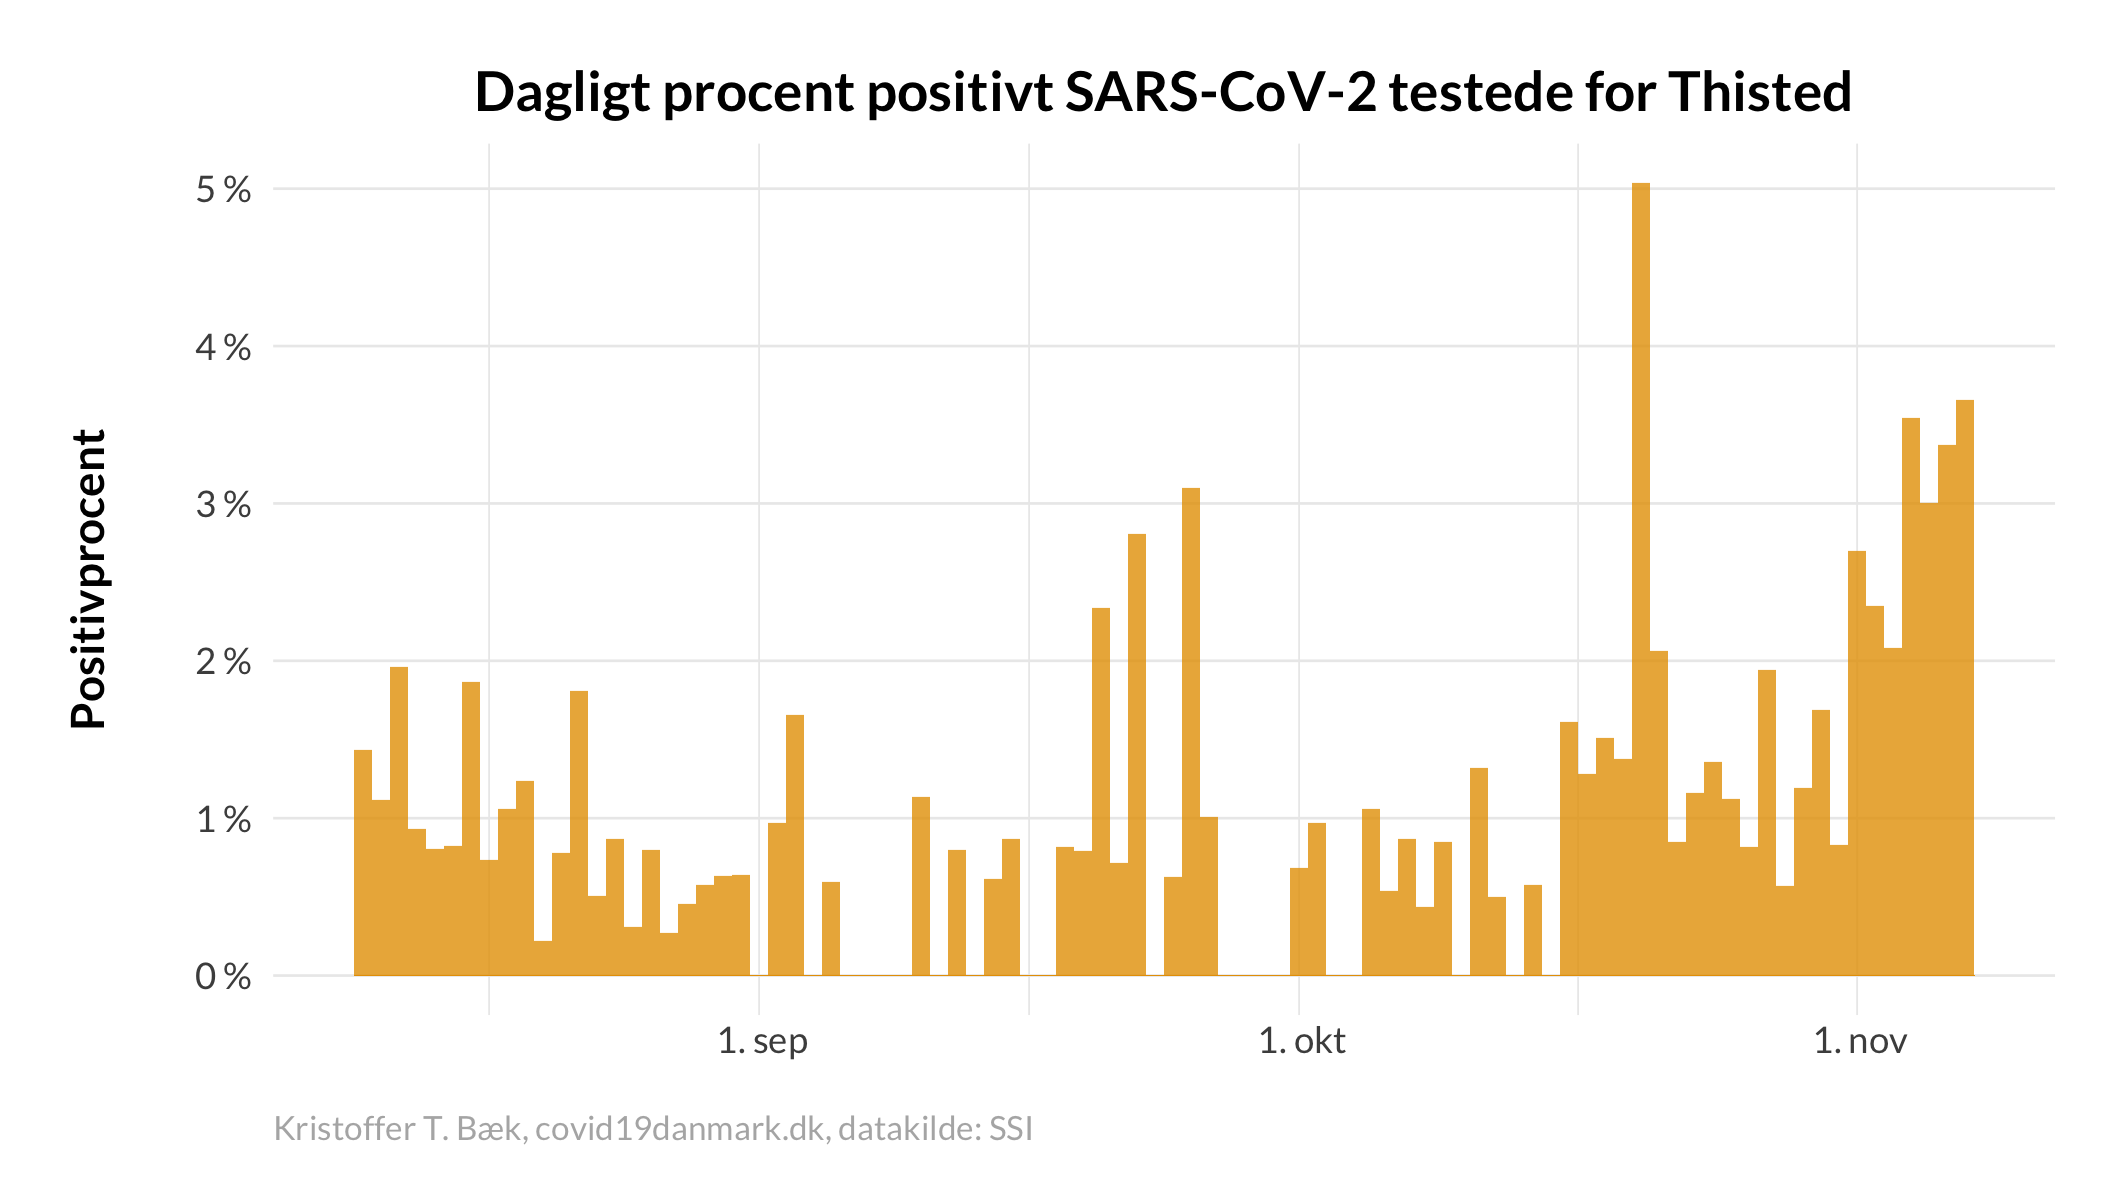 Dagligt procent positivt SARS-CoV-2 testede for Thisted
Positivprocent
5 %
4 %
3 %
2 %
1 %
0 %
1. sep
1. okt
1. nov
Kristoffer T. Bæk, covid19danmark.dk, datakilde: SSI